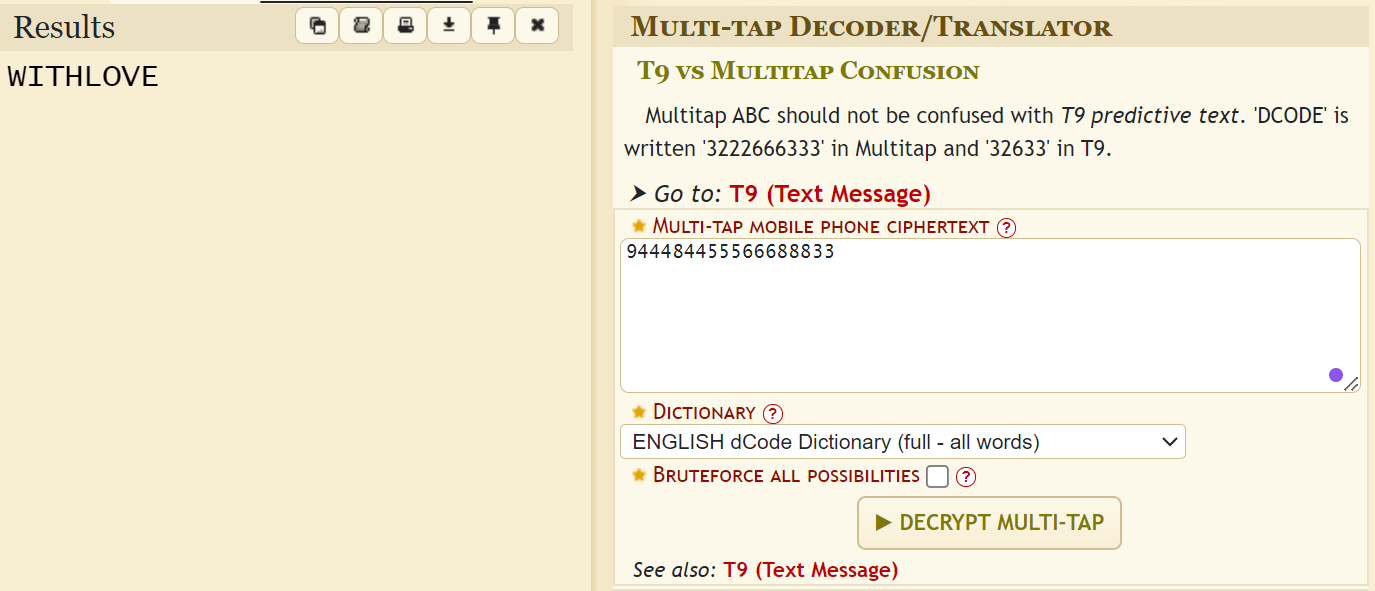 Results
WITHLOVE
MULTI-TAP DECODER/TRANSLATOR
T9 VS MULTITAP CONFUSION
Multitap ABC should not be confused with T9 predictive text. 'DCODE' is
written '3222666333' in Multitap and '32633' in T9.
➤ Go to: T9 (Text Message)
★ MULTI-TAP MOBILE PHONE CIPHERTEXT ?
944484455566688833
★ DICTIONARY ?
ENGLISH dCode Dictionary (full - all words)
★ BRUTEFORCE ALL POSSIBILITIES ?
► DECRYPT MULTI-TAP
See also: T9 (Text Message)